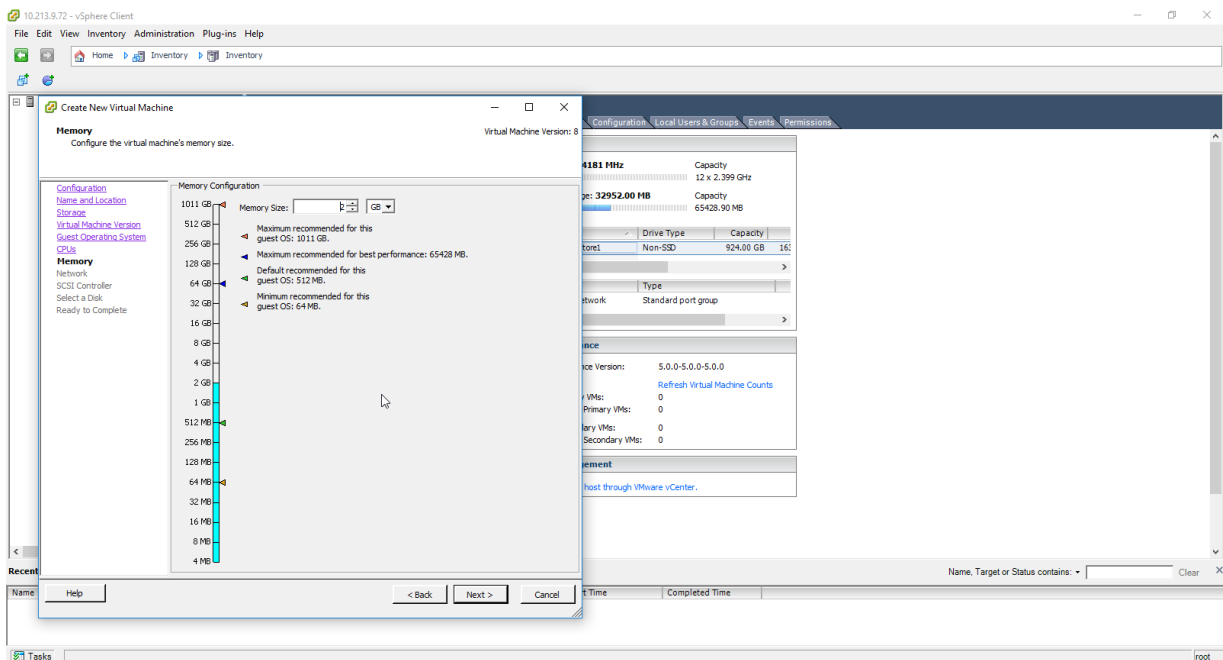 10.213.9.72 - vSphere Client
File Edit View Inventory Administration Plug-ins Help
Home Inventory Inventory
Create New Virtual Machine
Memory
Configure the virtual machine's memory size.
Virtual Machine Version: 8
Configuration
Name and Location
Storage
Virtual Machine Version
Guest Operating System
CPUs
Memory
Network
SCSI Controller
Select a Disk
Ready to Complete
Memory Configuration
1011 GB
512 GB
256 GB
128 GB
64 GB
32 GB
16 GB
8 GB
4 GB
2 GB
1 GB
512 MB
256 MB
128 MB
64 MB
32 MB
16 MB
8 MB
4 MB
Memory Size: 2 GB
Maximum recommended for this
guest OS: 1011 GB.
Maximum recommended for best performance: 65428 MB.
Default recommended for this
guest OS: 512 MB.
Minimum recommended for this
guest OS: 64 MB.
Help
< Back Next > Cancel
Configuration Local Users & Groups Events Permissions
4181 MHz Capacity
12 x 2.399 GHz
ge: 32952.00 MB Capacity
65428.90 MB
Drive Type Capacity
tore1 Non-SSD 924.00 GB 163
Type
etwork Standard port group
ance
nce Version: 5.0.0-5.0.0-5.0.0
Refresh Virtual Machine Counts
y VMs: 0
Primary VMs: 0
dary VMs: 0
Secondary VMs: 0
gement
host through VMware vCenter.
Recent
Name, Target or Status contains: Clear
Name
t Time Completed Time
Tasks
root